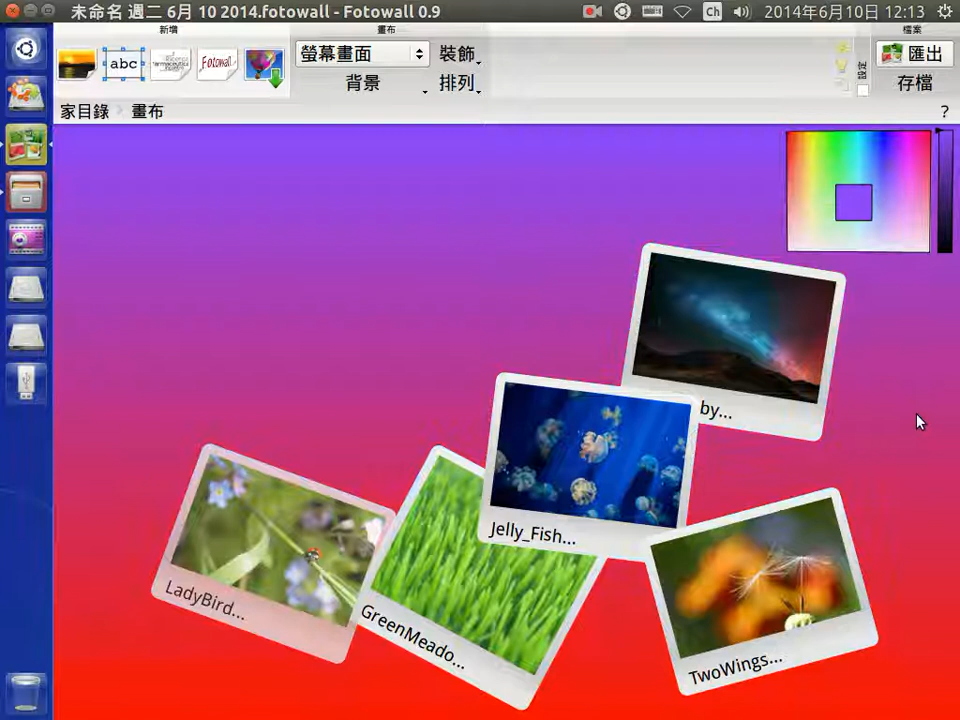 未命名 週二 6月 10 2014.fotowall - Fotowall 0.9
Ch
2014年6月10日 12:13
新增
畫布
檔案
abc
Fotowall
螢幕畫面
裝飾
背景
排列
設定
匯出
存檔
家目錄
畫布
?
by...
Jelly_Fish...
LadyBird...
GreenMeado...
TwoWings...